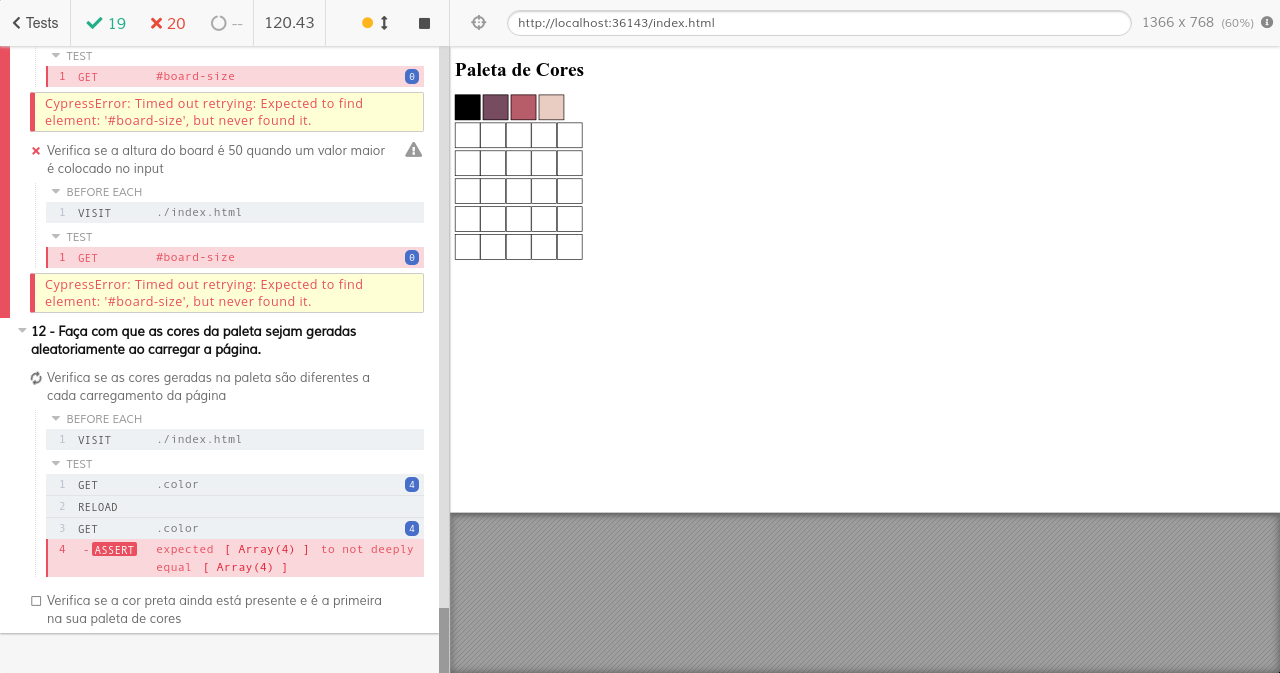 Tests
19
20
--
120.43
http://localhost:36143/index.html
1366 x 768 (60%)
TEST
1 GET #board-size 0
CypressError: Timed out retrying: Expected to find
element: '#board-size', but never found it.
Verifica se a altura do board é 50 quando um valor maior
é colocado no input
BEFORE EACH
1 VISIT ./index.html
TEST
1 GET #board-size 0
CypressError: Timed out retrying: Expected to find
element: '#board-size', but never found it.
12 - Faça com que as cores da paleta sejam geradas
aleatoriamente ao carregar a página.
Verifica se as cores geradas na paleta são diferentes a
cada carregamento da página
BEFORE EACH
1 VISIT ./index.html
TEST
1 GET .color 4
2 RELOAD
3 GET .color 4
4 - ASSERT expected [ Array(4) ] to not deeply
equal [ Array(4) ]
Verifica se a cor preta ainda está presente e é a primeira
na sua paleta de cores
Paleta de Cores